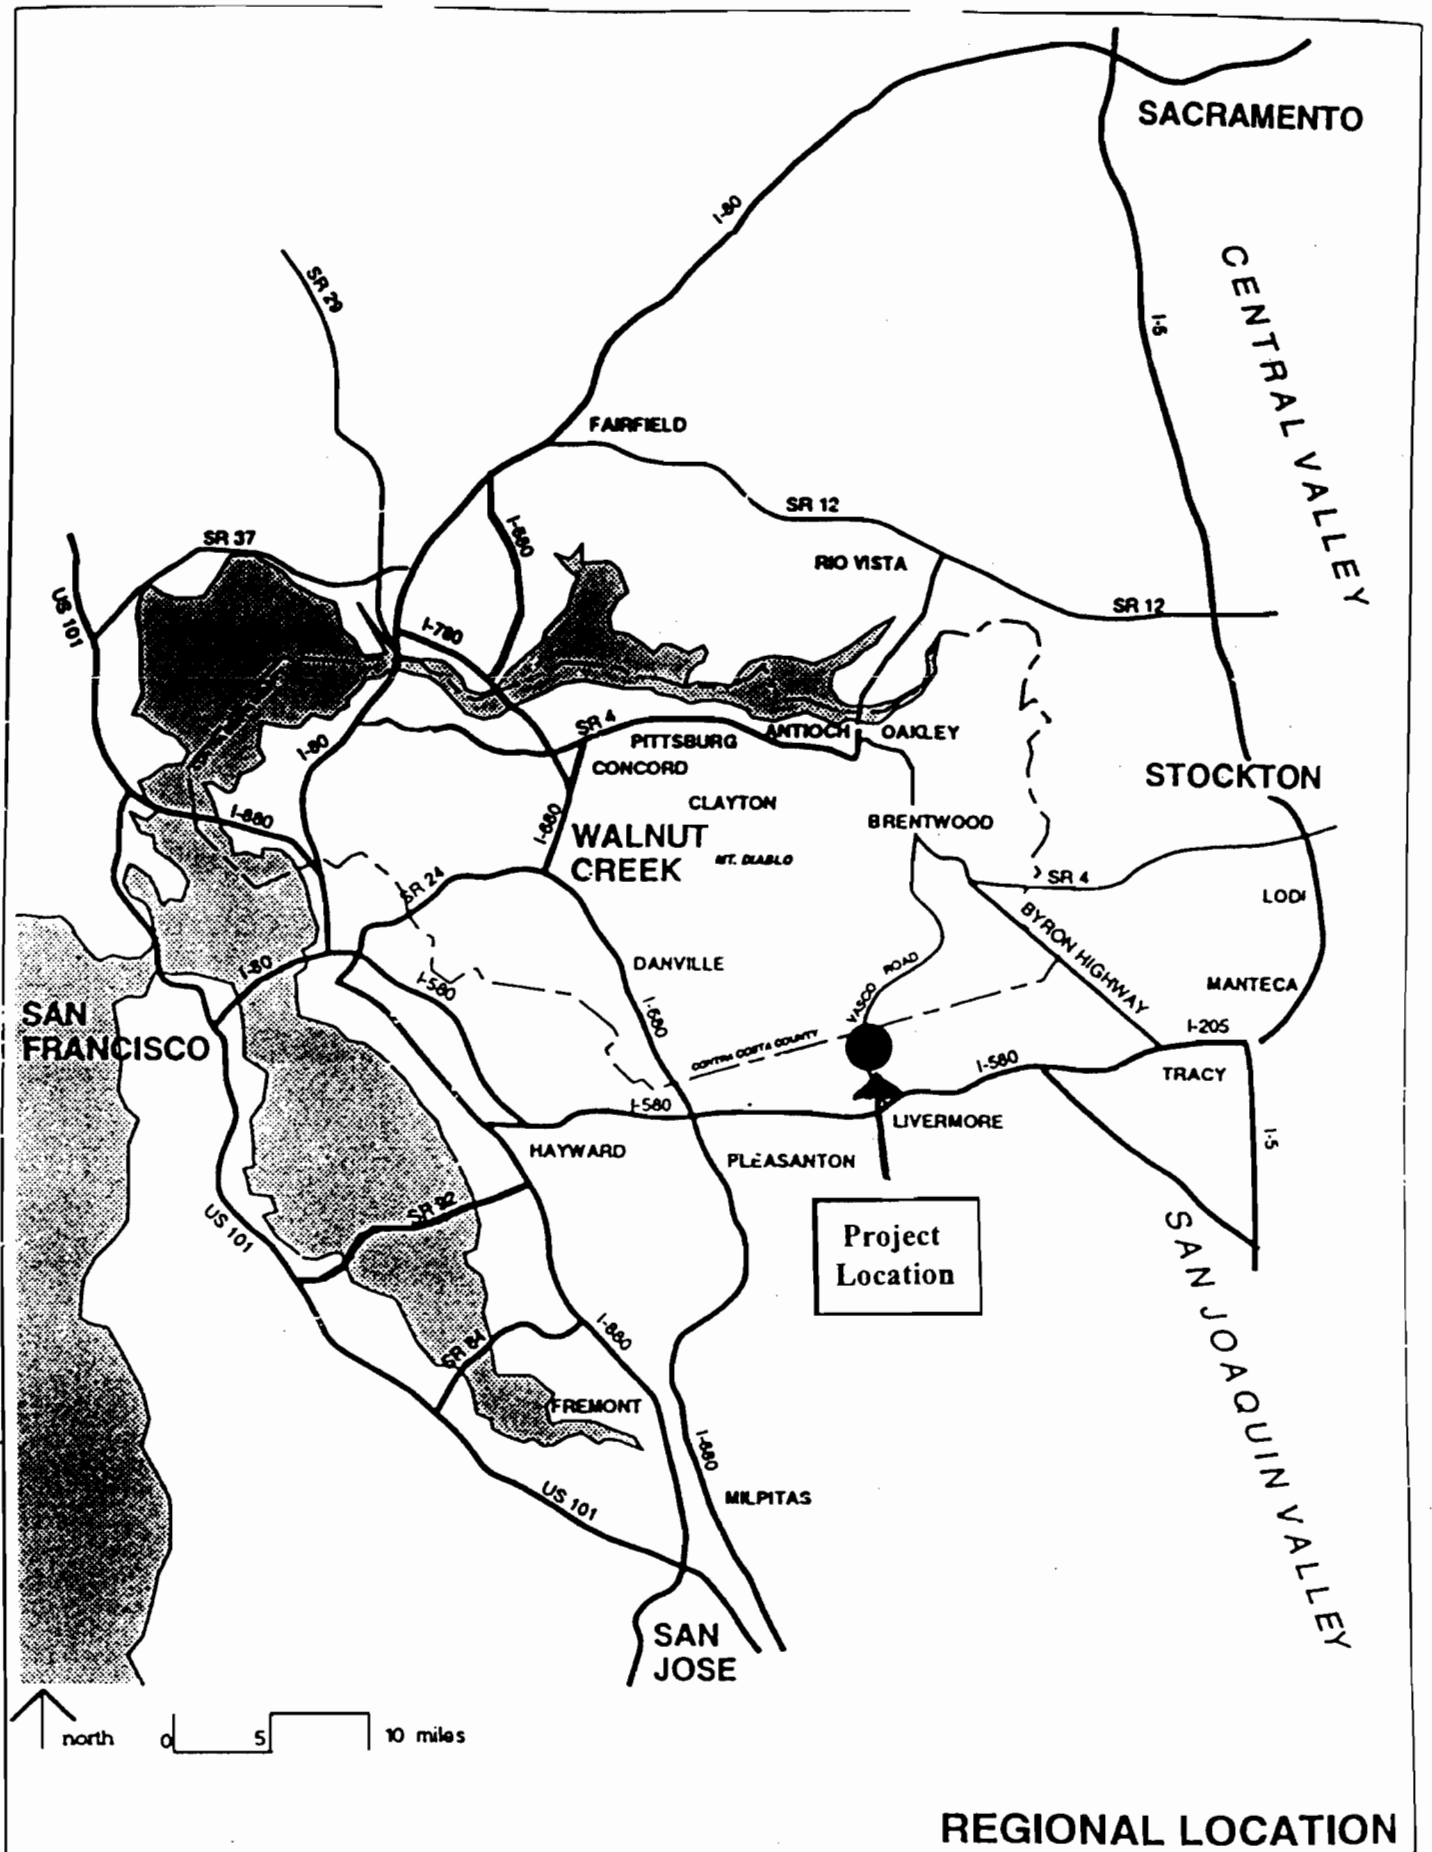 SACRAMENTO
I-80
CENTRAL VALLEY
SR 29
I-5
FAIRFIELD
SR 12
I-680
SR 37
RIO VISTA
US 101
SR 12
I-780
SR 4
ANTIOCH
OAKLEY
PITTSBURG
I-80
CONCORD
STOCKTON
CLAYTON
I-680
BRENTWOOD
I-580
WALNUT
CREEK
MT. DIABLO
SR 24
SR 4
LODI
BYRON HIGHWAY
DANVILLE
VASCO ROAD
I-80
I-580
MANTECA
SAN
FRANCISCO
I-680
CONTRA COSTA COUNTY
I-205
I-580
TRACY
I-580
LIVERMORE
I-5
HAYWARD
PLEASANTON
SR 92
US 101
Project
Location
SAN JOAQUIN VALLEY
I-880
SR 84
FREMONT
I-680
MILPITAS
US 101
SAN
JOSE
north
0 5 10 miles
REGIONAL LOCATION